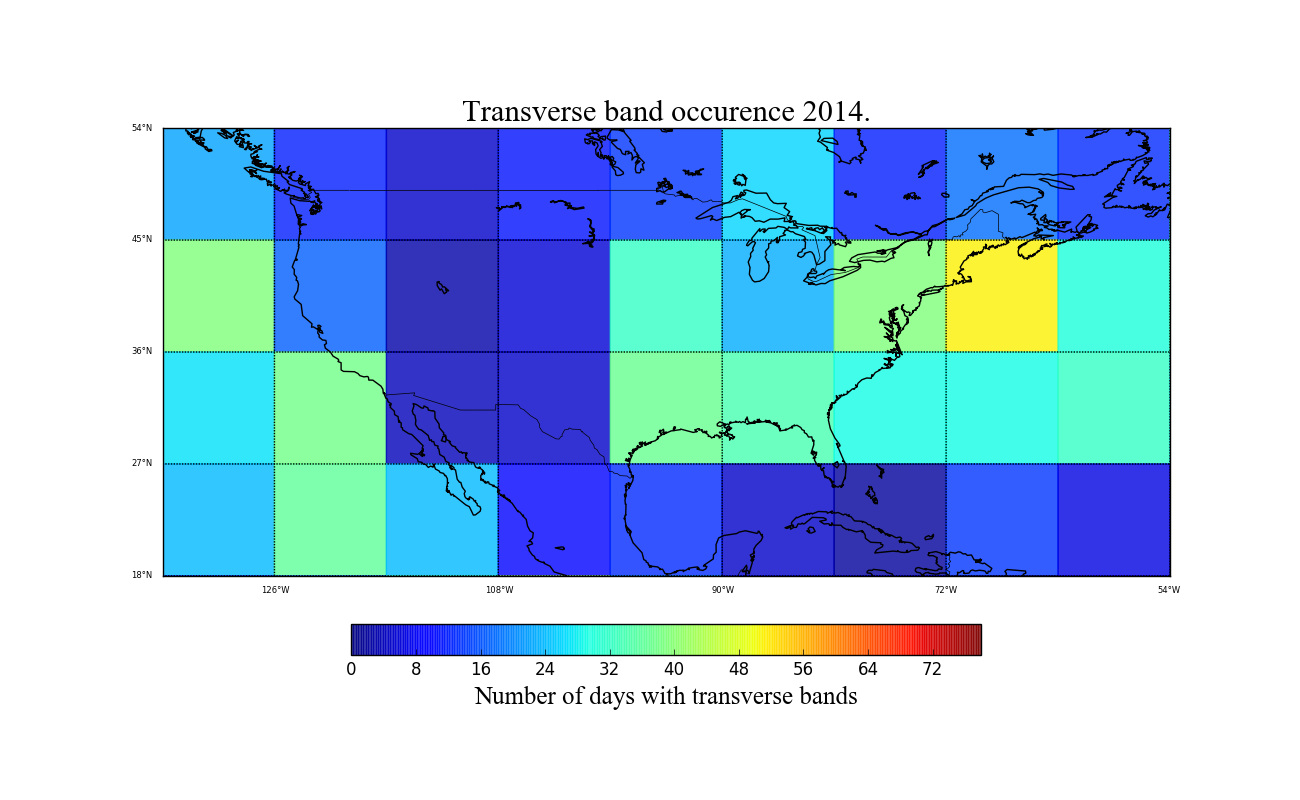 Transverse band occurence 2014.
54°N
45°N
36°N
27°N
18°N
126°W 108°W 90°W 72°W 54°W
0 8 16 24 32 40 48 56 64 72
Number of days with transverse bands